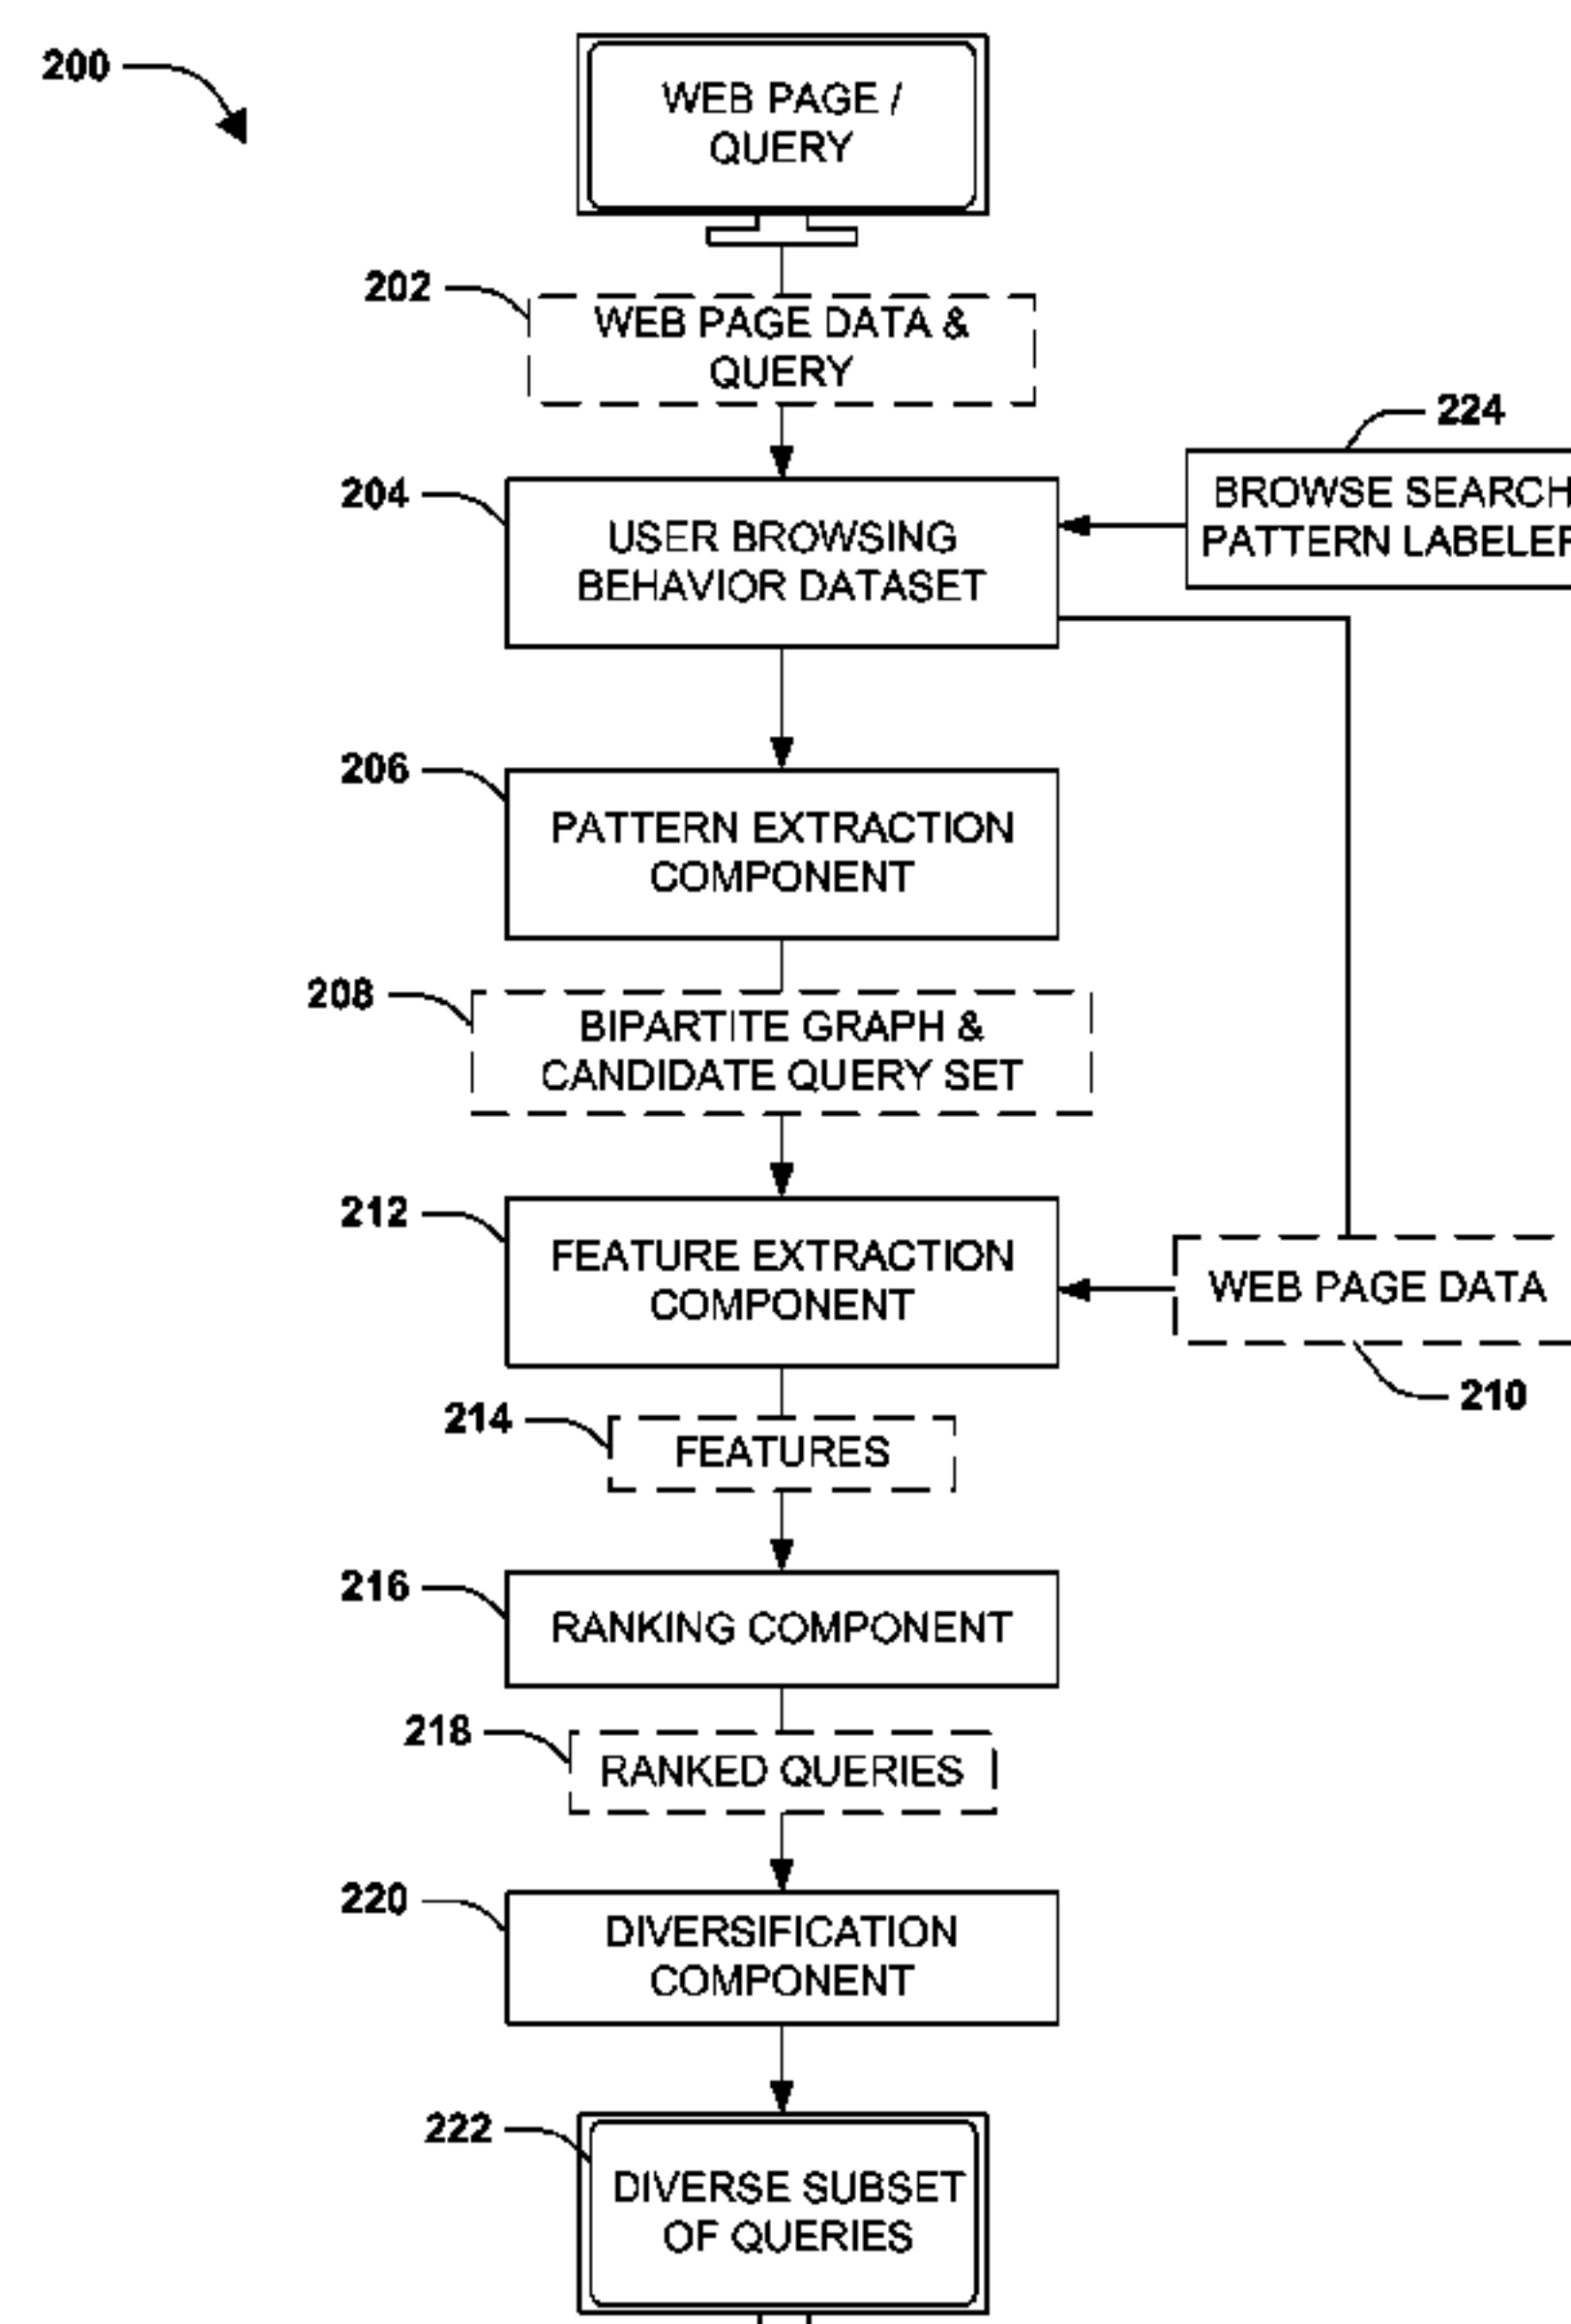 200
WEB PAGE /
QUERY
202
WEB PAGE DATA &
QUERY
224
BROWSE SEARCH
PATTERN LABELER
204
USER BROWSING
BEHAVIOR DATASET
206
PATTERN EXTRACTION
COMPONENT
208
BIPARTITE GRAPH &
CANDIDATE QUERY SET
212
FEATURE EXTRACTION
COMPONENT
WEB PAGE DATA
210
214
FEATURES
216
RANKING COMPONENT
218
RANKED QUERIES
220
DIVERSIFICATION
COMPONENT
222
DIVERSE SUBSET
OF QUERIES